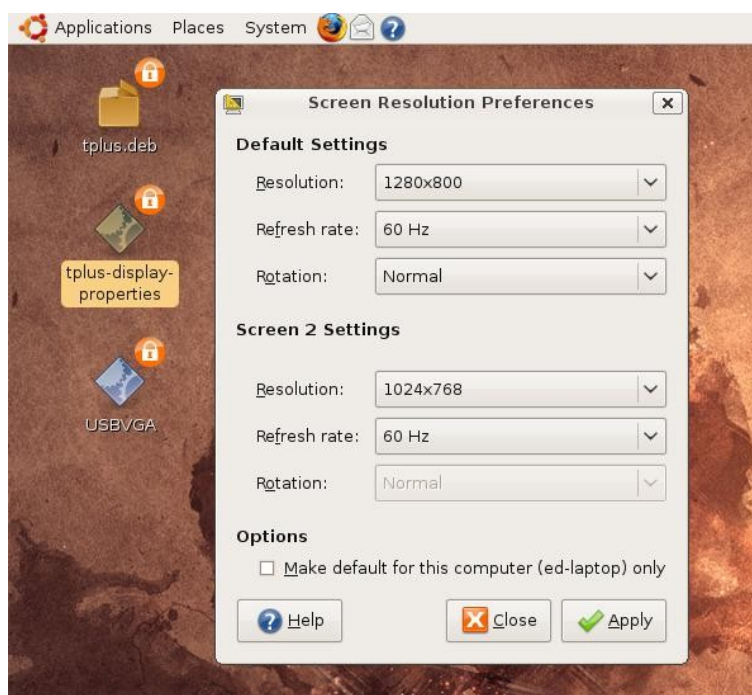 Applications Places System
tplus.deb
tplus-display-
properties
USBVGA
Screen Resolution Preferences
Default Settings
Resolution: 1280x800
Refresh rate: 60 Hz
Rotation: Normal
Screen 2 Settings
Resolution: 1024x768
Refresh rate: 60 Hz
Rotation: Normal
Options
Make default for this computer (ed-laptop) only
Help Close Apply